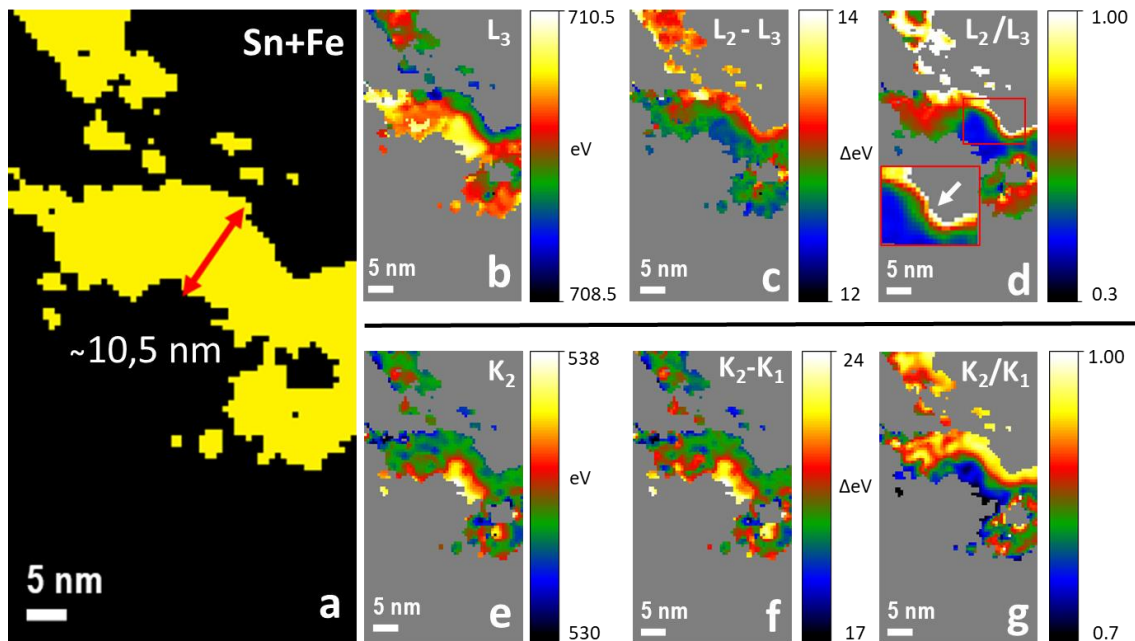 Sn+Fe
~10,5 nm
5 nm
a
L3
710.5
eV
708.5
5 nm
b
L2 - L3
14
ΔeV
12
5 nm
c
L2 /L3
1.00
0.3
5 nm
d
K2
538
eV
530
5 nm
e
K2-K1
24
ΔeV
17
5 nm
f
K2/K1
1.00
0.7
5 nm
g